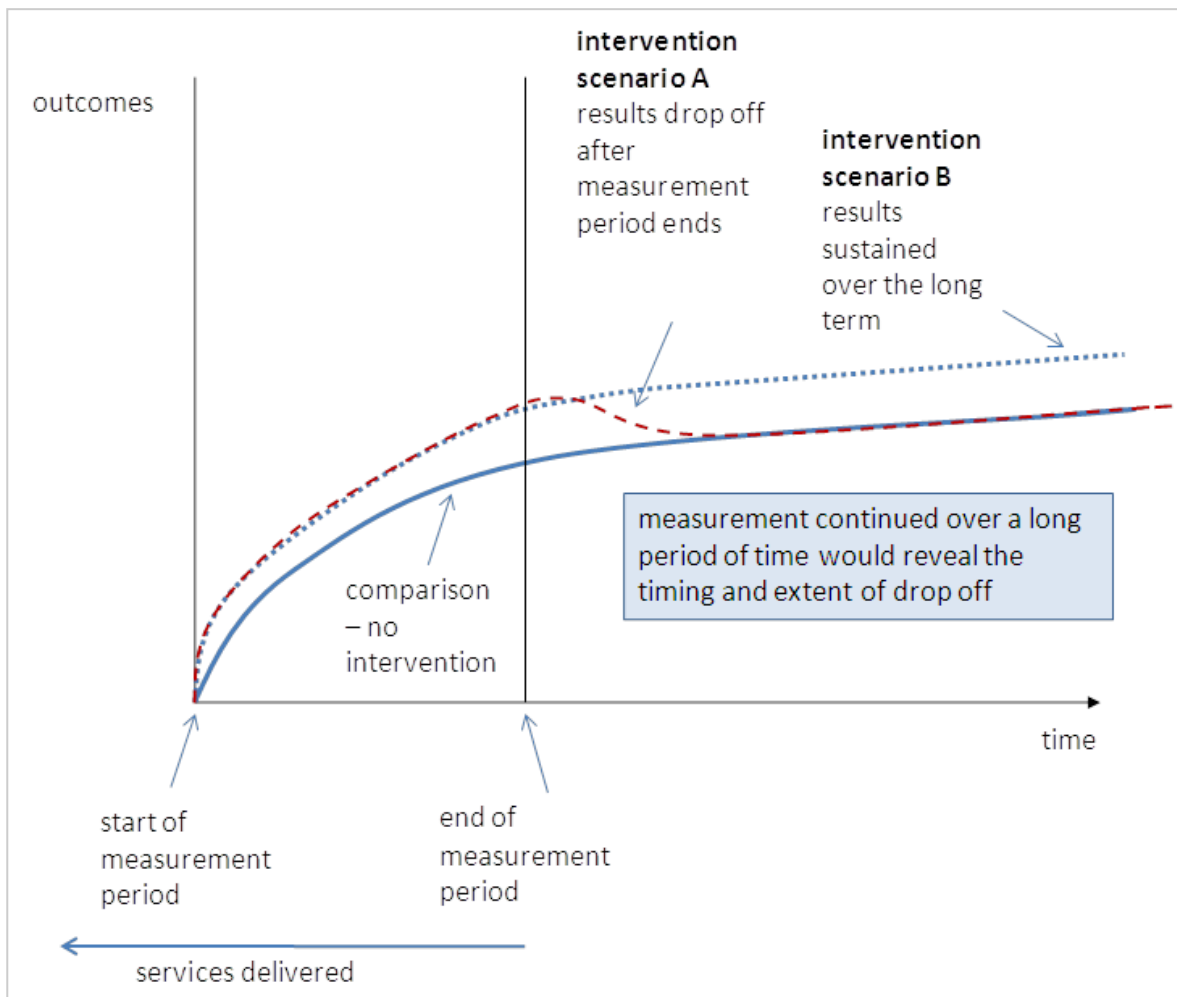 outcomes
intervention
scenario A
results drop off
after
measurement
period ends
intervention
scenario B
results
sustained
over the long
term
measurement continued over a long
period of time would reveal the
timing and extent of drop off
comparison
– no
intervention
time
start of
measurement
period
end of
measurement
period
services delivered